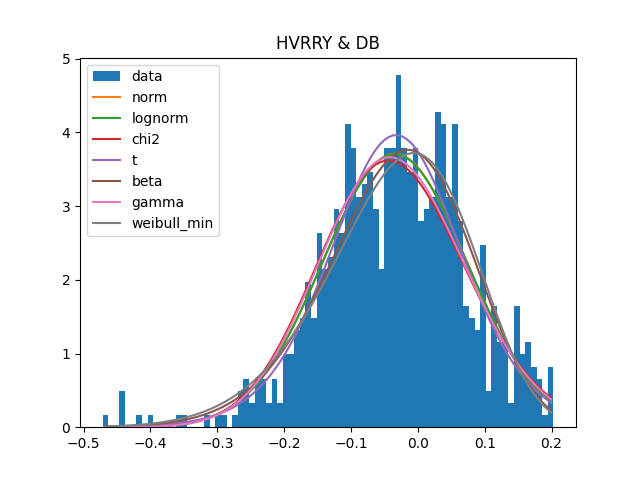 HVRRY & DB
data
norm
lognorm
chi2
t
beta
gamma
weibull_min
5
4
3
2
1
0
−0.5 −0.4 −0.3 −0.2 −0.1 0.0 0.1 0.2